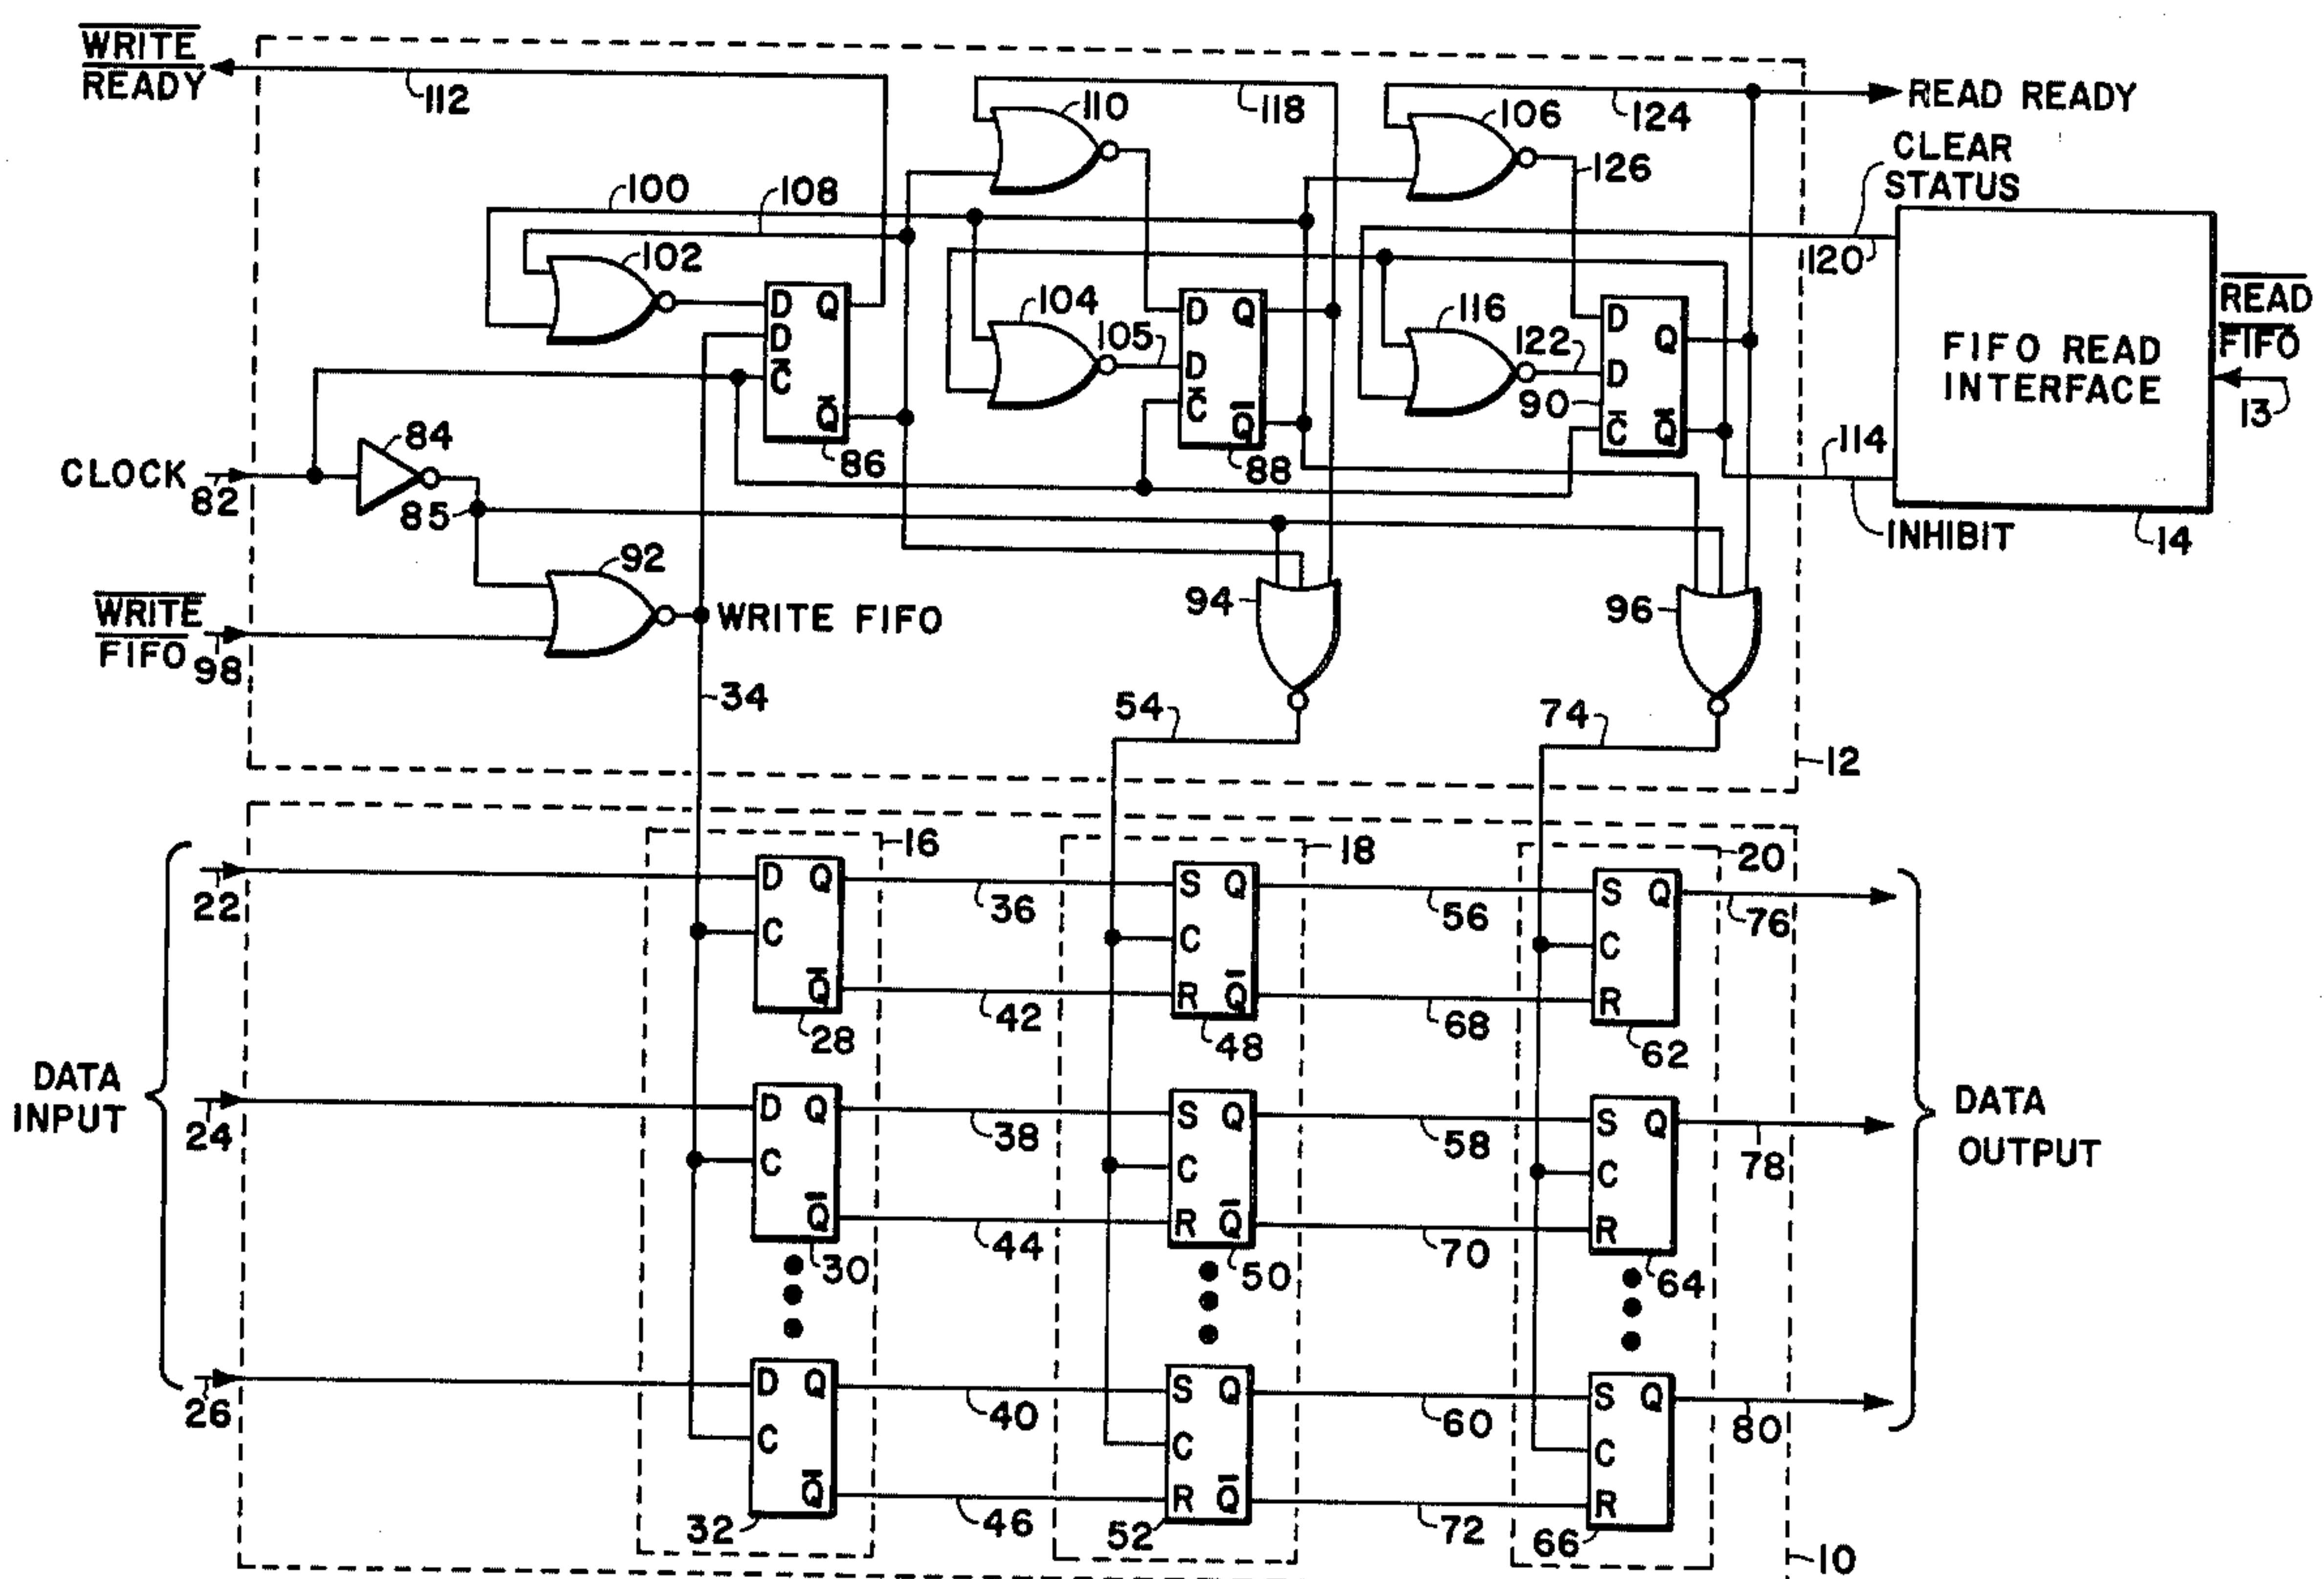 WRITE
READY
112
110
118
106
124
READ READY
126
CLEAR
STATUS
100
108
120
102
104
105
116
122
D Q
D
C
Q
86
D Q
D
C Q
88
D
Q
D
90
C Q
FIFO READ
INTERFACE
READ
FIFO
13
114
INHIBIT
14
84
CLOCK
82
85
92
WRITE
FIFO
98
WRITE FIFO
94
96
34
54
74
12
16
18
20
22
D Q
C
Q
28
36
42
S Q
C
R Q
48
56
68
S Q
C
R
62
76
DATA
INPUT
24
D Q
C
Q
30
38
44
S Q
C
R Q
50
58
70
S Q
C
R
64
78
DATA
OUTPUT
26
D Q
C
Q
32
40
46
S Q
C
R Q
52
60
72
S Q
C
R
66
80
10